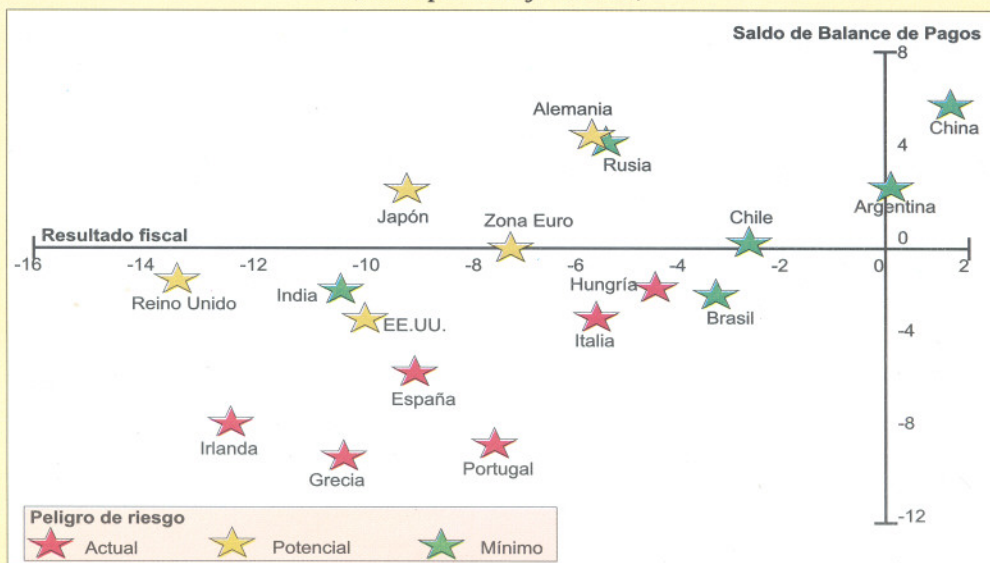 Saldo de Balance de Pagos
8
Alemania
China
4
Rusia
Japón
Zona Euro
Chile
Argentina
Resultado fiscal
0
-16 -12 -10 -8 -6 -4 0 2
Reino Unido
India
Hungría
EE.UU.
Italia
Brasil
-4
España
-8
Irlanda
Grecia
Portugal
-12
Peligro de riesgo
Actual Potencial Mínimo